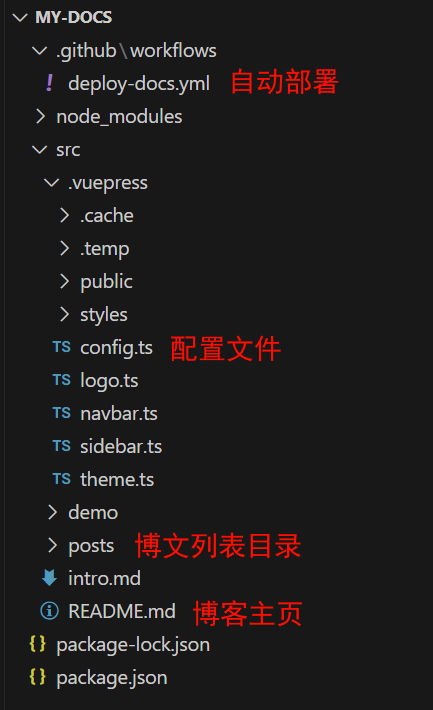 MY-DOCS
.github\workflows
! deploy-docs.yml 自动部署
node_modules
src
.vuepress
.cache
.temp
public
styles
TS config.ts 配置文件
TS logo.ts
TS navbar.ts
TS sidebar.ts
TS theme.ts
demo
posts 博文列表目录
intro.md
README.md 博客主页
{} package-lock.json
{} package.json